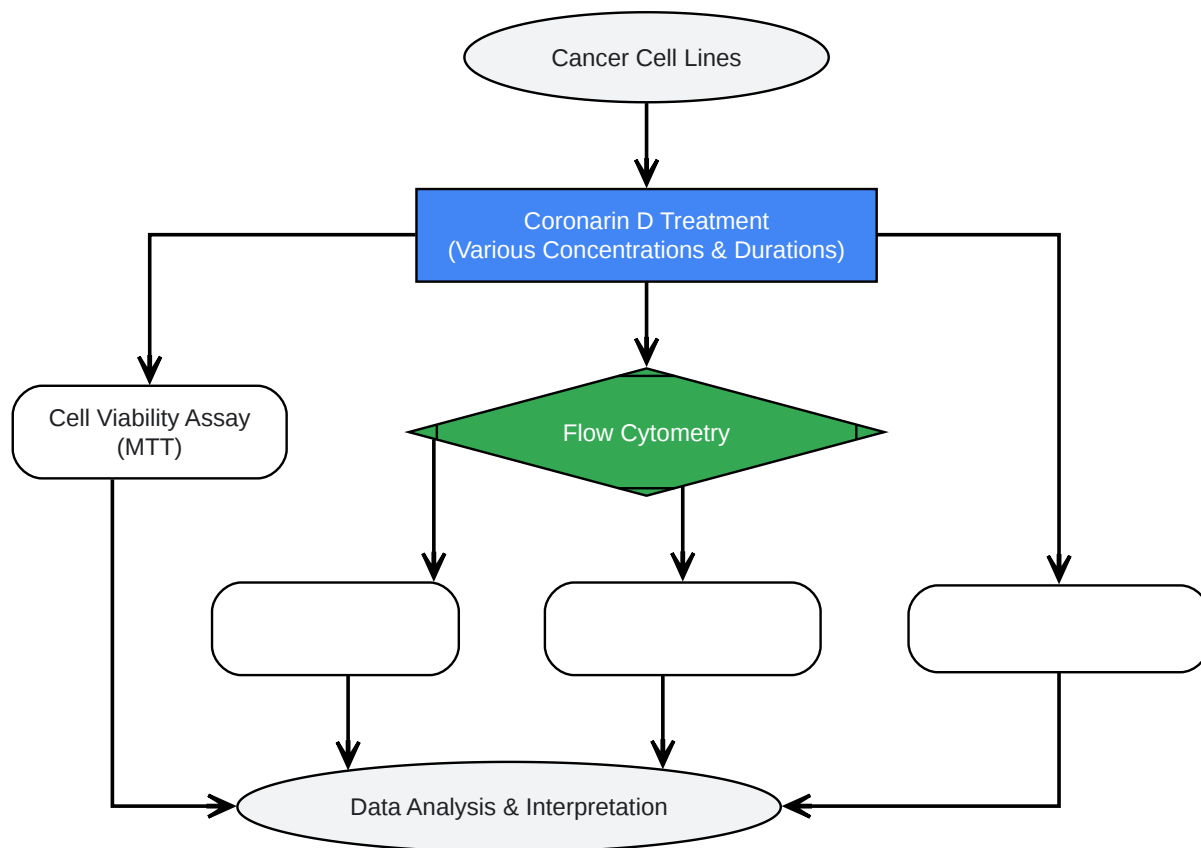 Cancer Cell Lines
Coronarin D Treatment
(Various Concentrations & Durations)
Cell Viability Assay
(MTT)
Flow Cytometry
Data Analysis & Interpretation